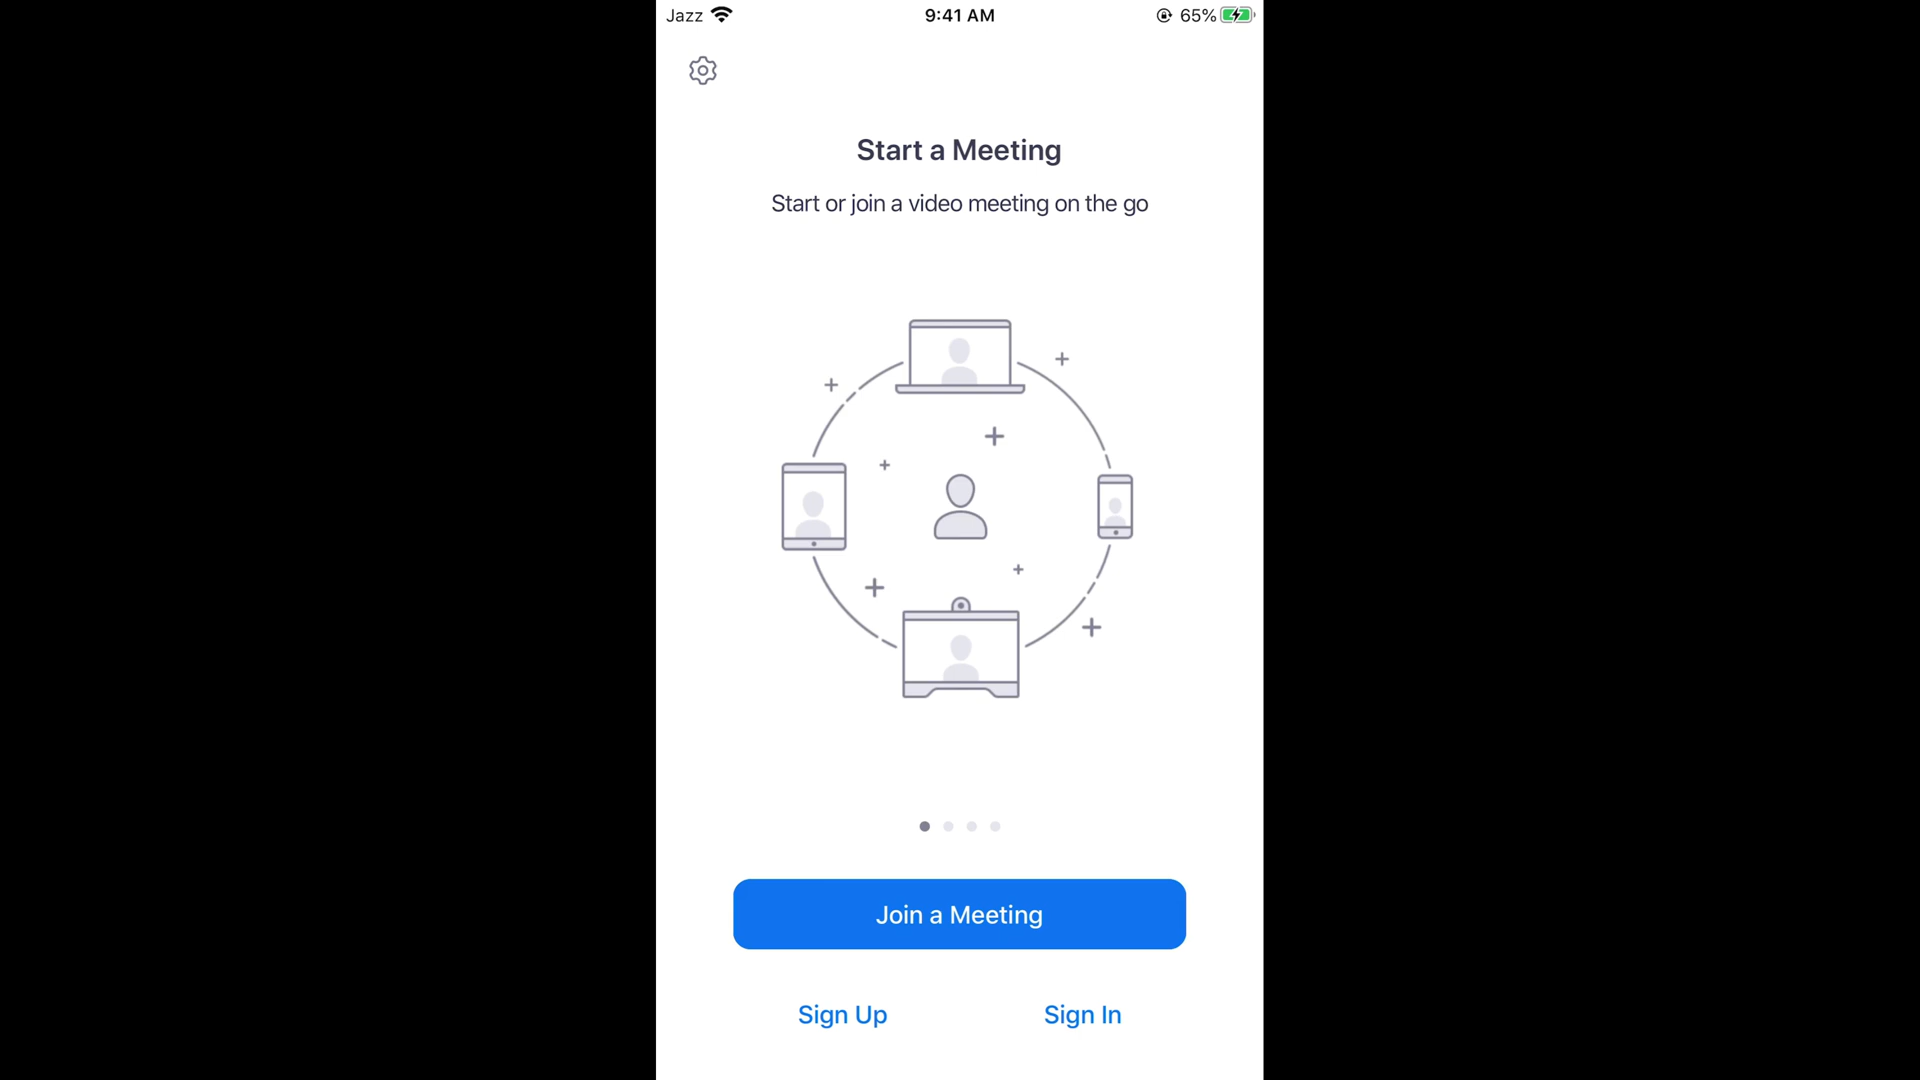 Jazz 9:41 AM 65%
Start a Meeting
Start or join a video meeting on the go
Join a Meeting
Sign Up Sign In